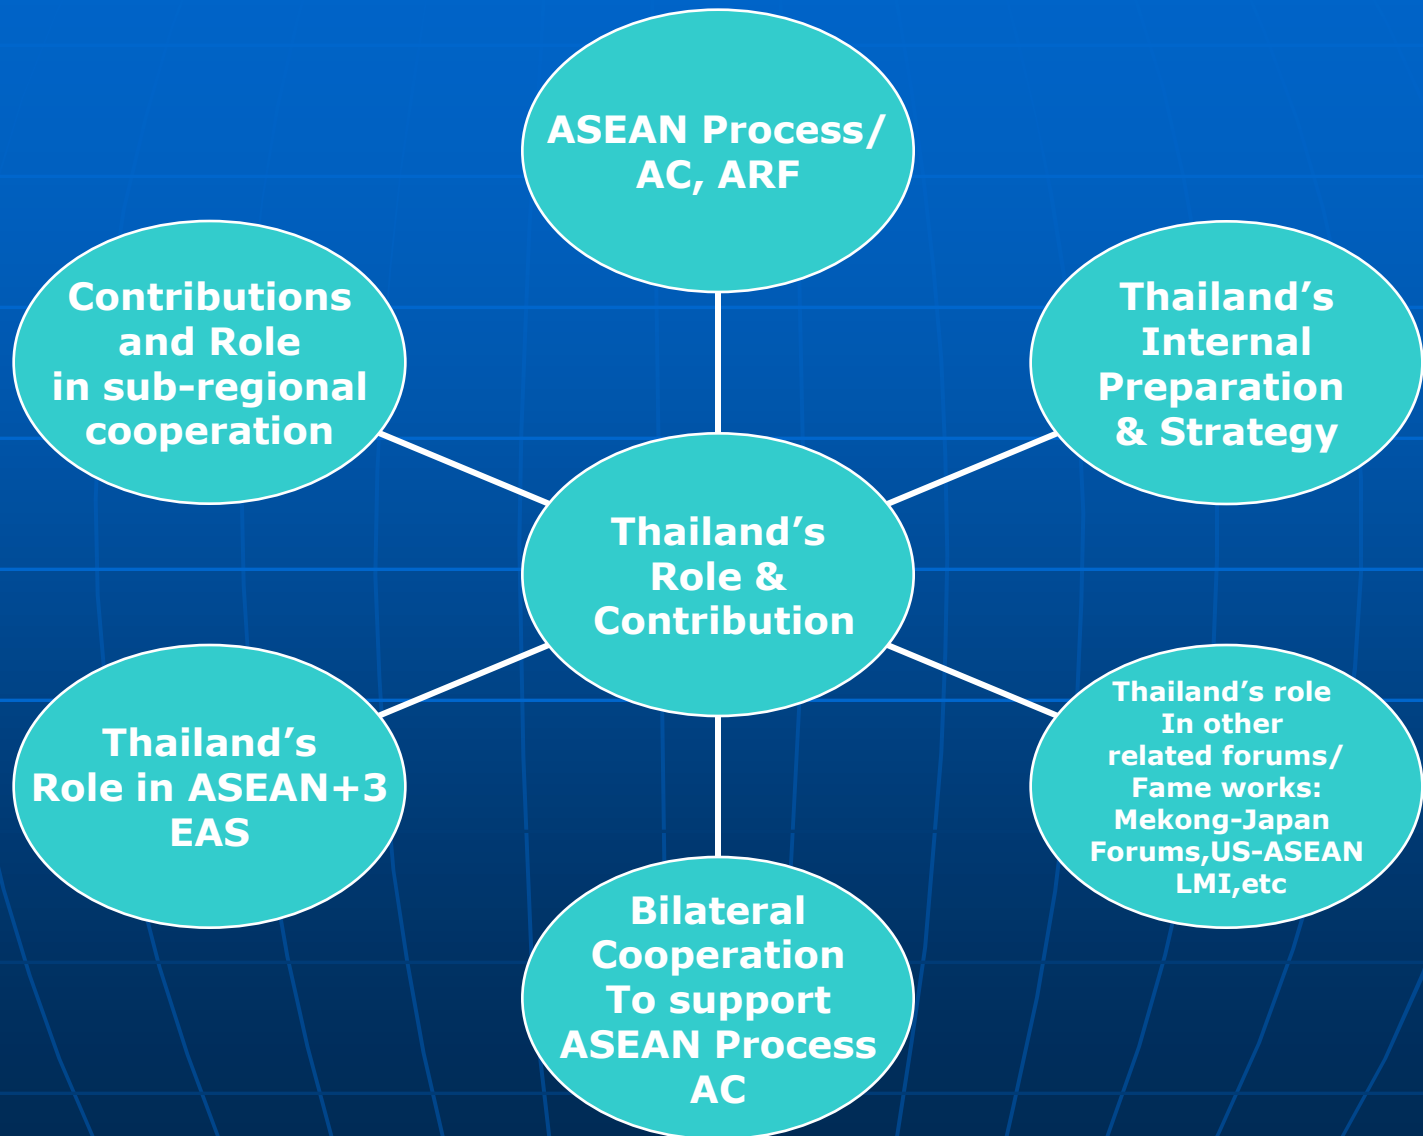 ASEAN Process/
AC, ARF
Contributions
and Role
in sub-regional
cooperation
Thailand’s
Internal
Preparation
& Strategy
Thailand’s
Role &
Contribution
Thailand’s
Role in ASEAN+3
EAS
Thailand’s role
In other
related forums/
Fame works:
Mekong-Japan
Forums,US-ASEAN
LMI,etc
Bilateral
Cooperation
To support
ASEAN Process
AC